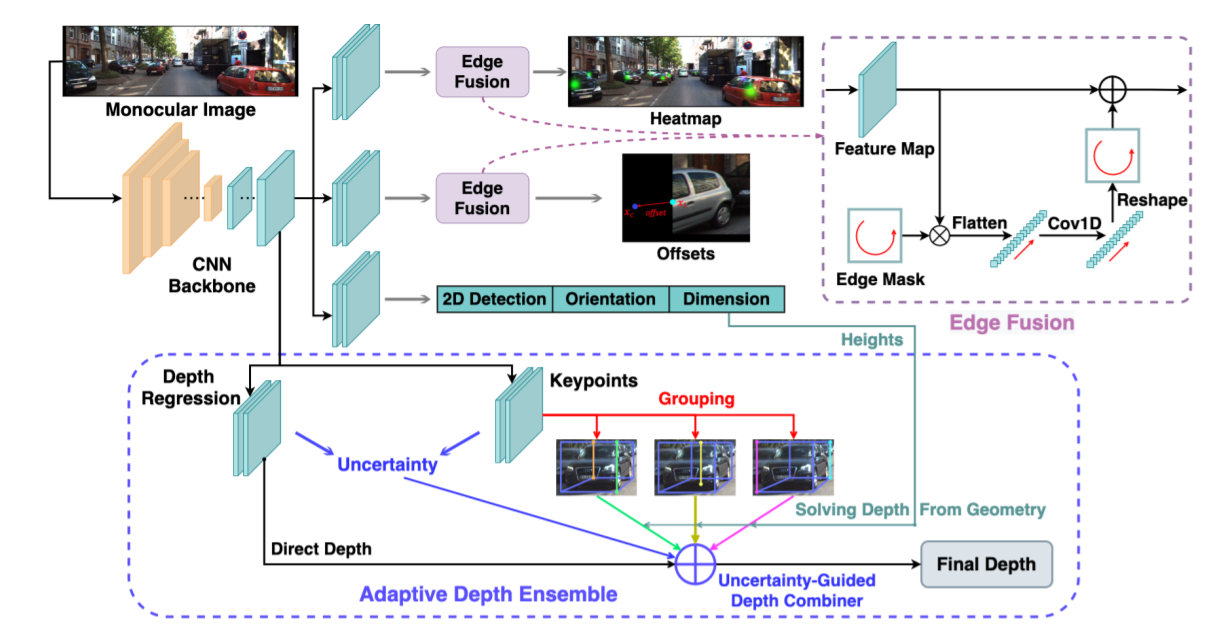 Monocular Image
CNN
Backbone
Edge
Fusion
Heatmap
Edge
Fusion
x_c
offset
Offsets
2D Detection
Orientation
Dimension
Heights
Feature Map
Edge Mask
Flatten
Cov1D
Reshape
Edge Fusion
Depth
Regression
Keypoints
Grouping
Uncertainty
Solving Depth From Geometry
Direct Depth
Uncertainty-Guided
Depth Combiner
Final Depth
Adaptive Depth Ensemble